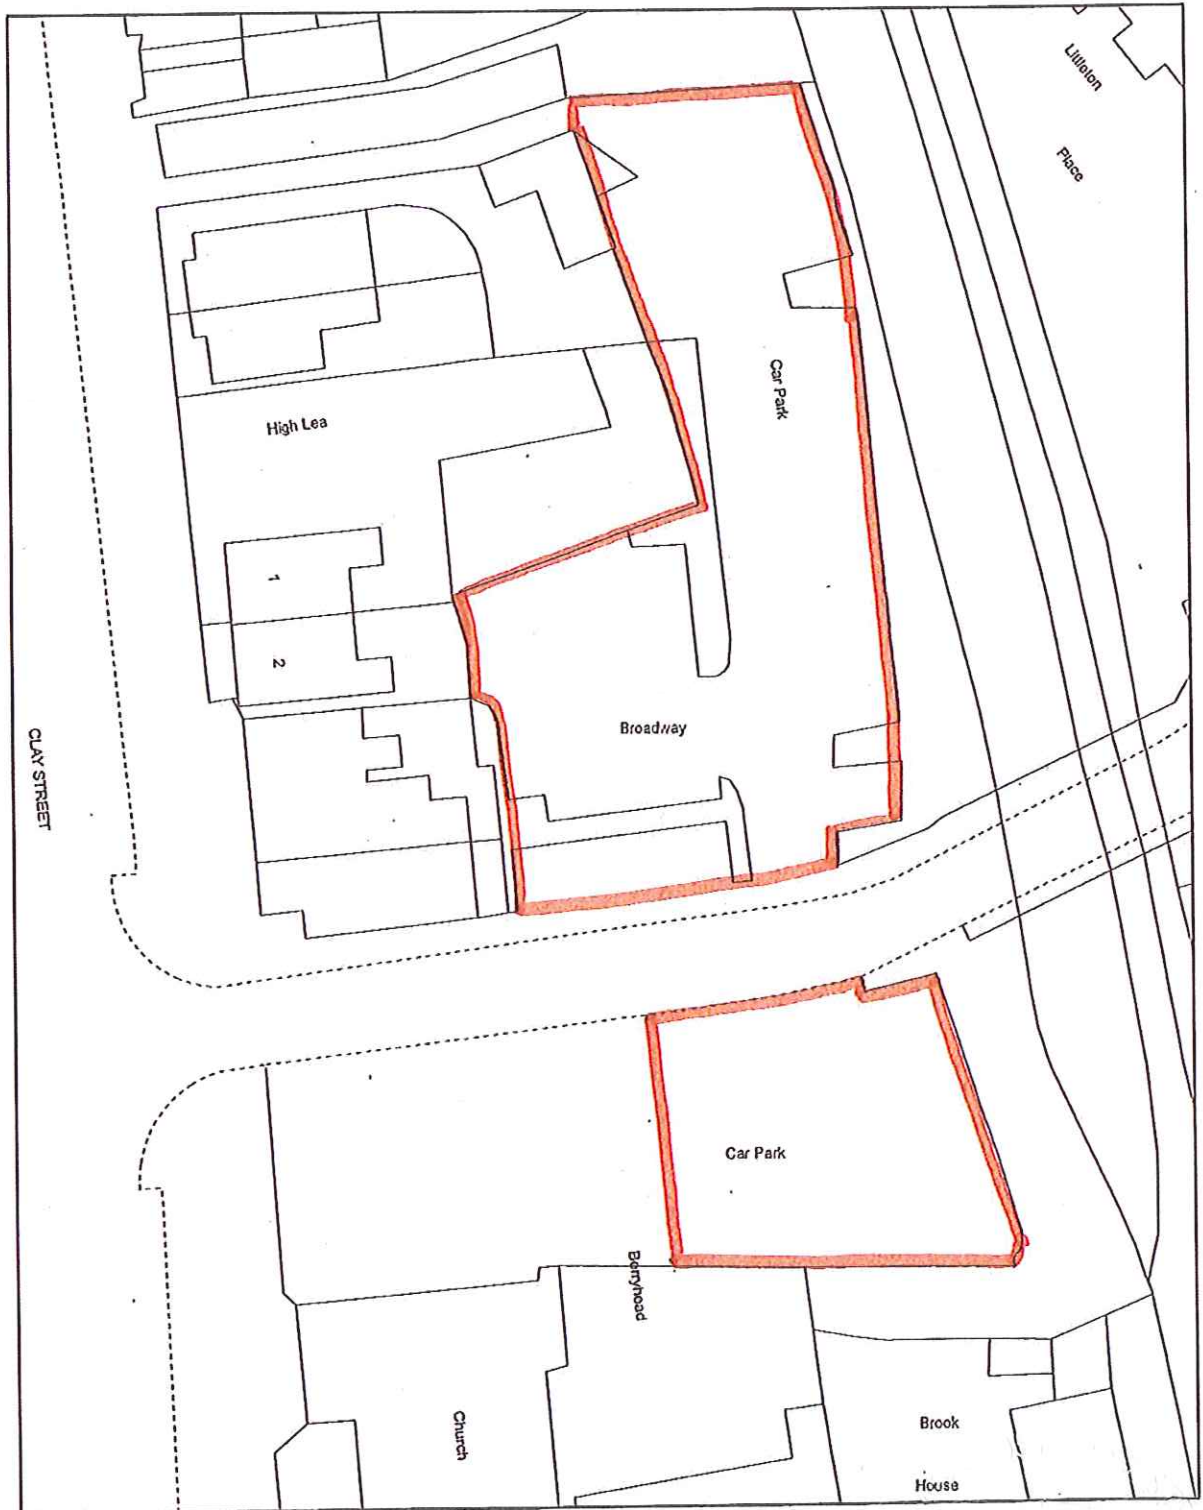 Littleton
Place
Car Park
High Lea
1
2
Broadway
CLAY STREET
Car Park
Berryhead
Church
Brook
House